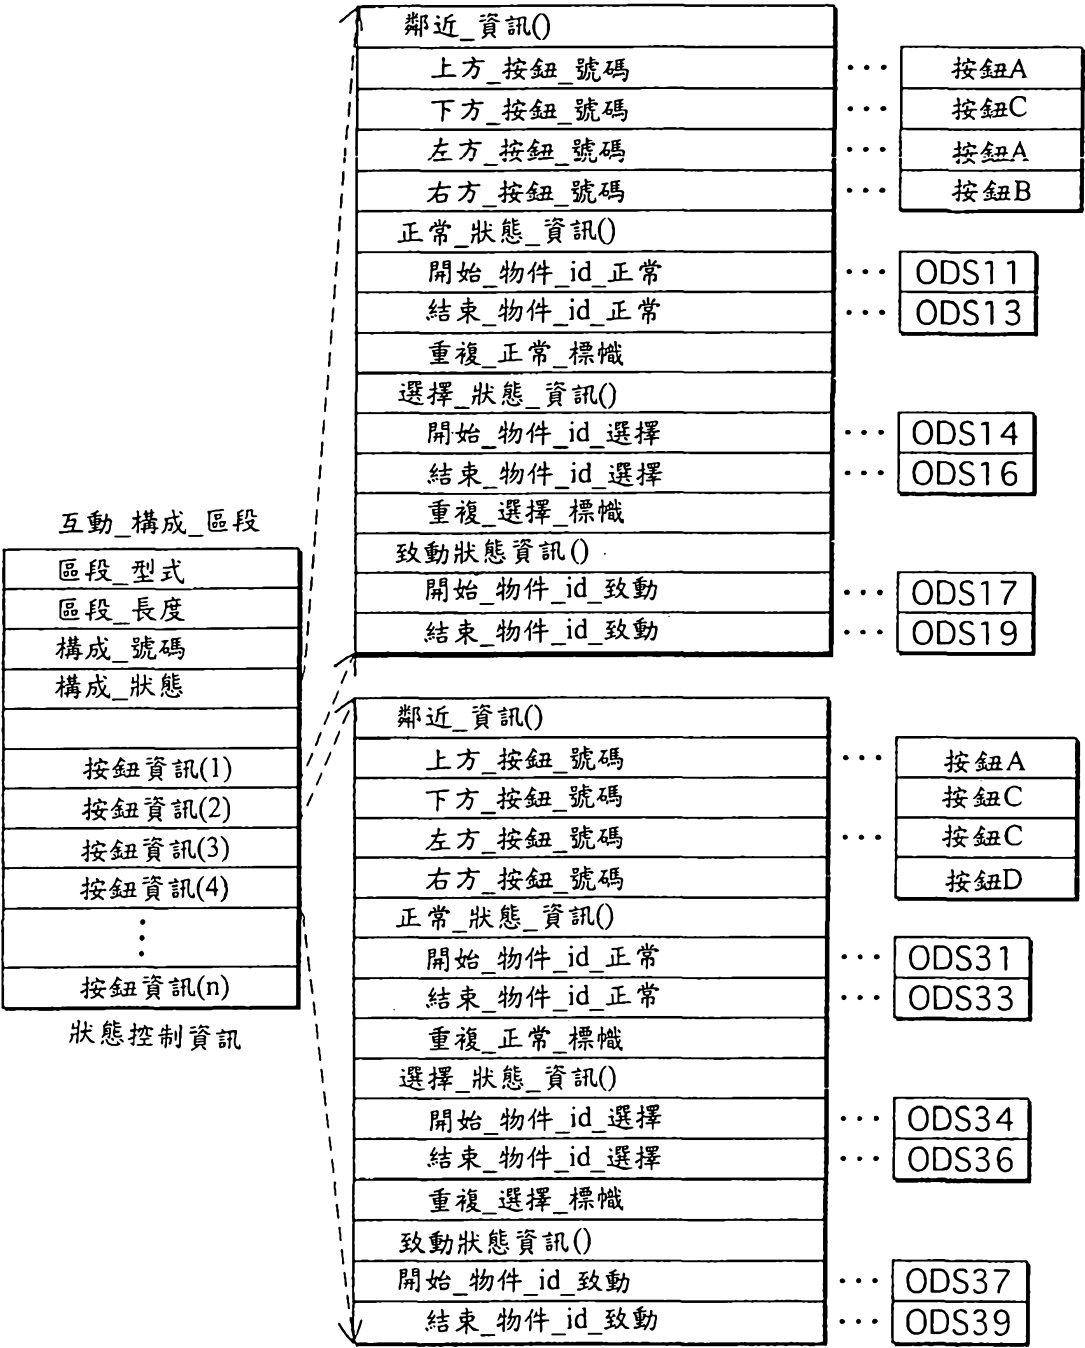 鄰近_資訊()
上方_按鈕_號碼 ··· 按鈕A
下方_按鈕_號碼 ··· 按鈕C
左方_按鈕_號碼 ··· 按鈕A
右方_按鈕_號碼 ··· 按鈕B
正常_狀態_資訊()
開始_物件_id_正常 ··· ODS11
結束_物件_id_正常 ··· ODS13
重複_正常_標幟
選擇_狀態_資訊()
開始_物件_id_選擇 ··· ODS14
結束_物件_id_選擇 ··· ODS16
重複_選擇_標幟
致動狀態資訊()
開始_物件_id_致動 ··· ODS17
結束_物件_id_致動 ··· ODS19
互動_構成_區段
區段_型式
區段_長度
構成_號碼
構成_狀態
按鈕資訊(1)
按鈕資訊(2)
按鈕資訊(3)
按鈕資訊(4)
⋮
按鈕資訊(n)
狀態控制資訊
鄰近_資訊()
上方_按鈕_號碼 ··· 按鈕A
下方_按鈕_號碼 按鈕C
左方_按鈕_號碼 ··· 按鈕C
右方_按鈕_號碼 按鈕D
正常_狀態_資訊()
開始_物件_id_正常 ··· ODS31
結束_物件_id_正常 ··· ODS33
重複_正常_標幟
選擇_狀態_資訊()
開始_物件_id_選擇 ··· ODS34
結束_物件_id_選擇 ··· ODS36
重複_選擇_標幟
致動狀態資訊()
開始_物件_id_致動 ··· ODS37
結束_物件_id_致動 ··· ODS39